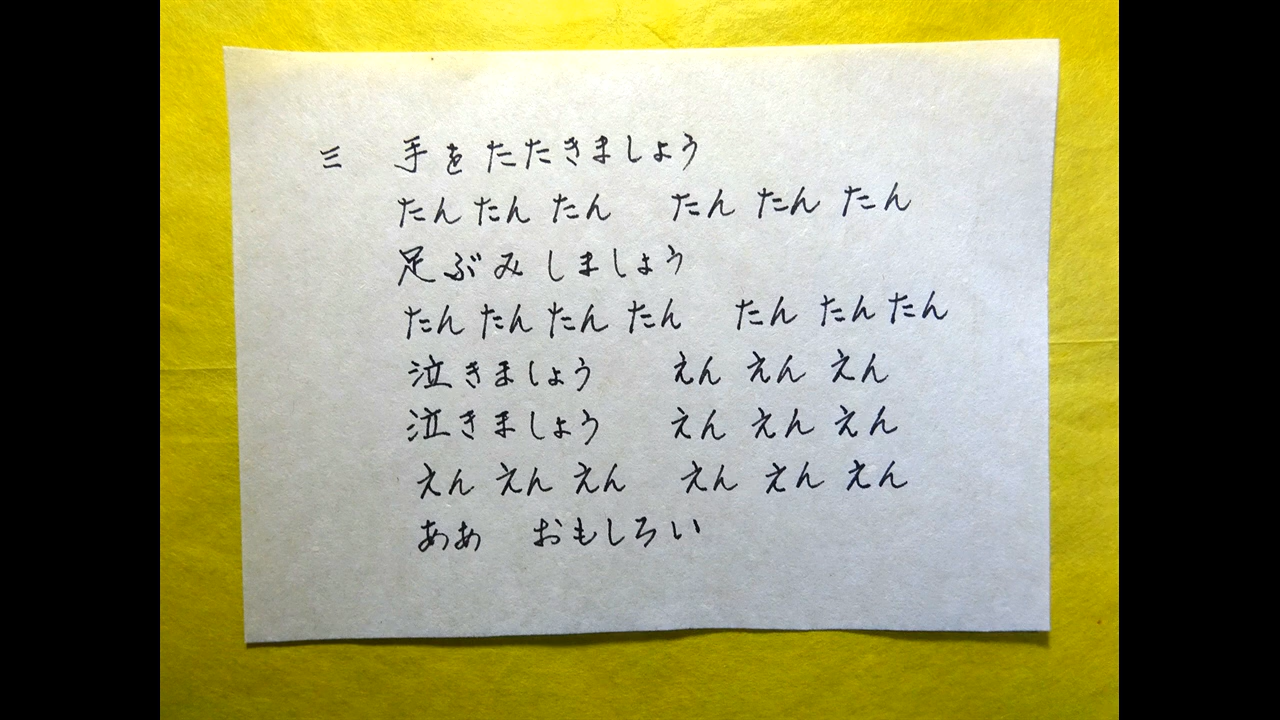 三 手をたたきましょう
たん たん たん たん たん たん
足ぶみしましょう
たん たん たん たん たん たん たん
泣きましょう えん えん えん
泣きましょう えん えん えん
えん えん えん えん えん えん
ああ おもしろい